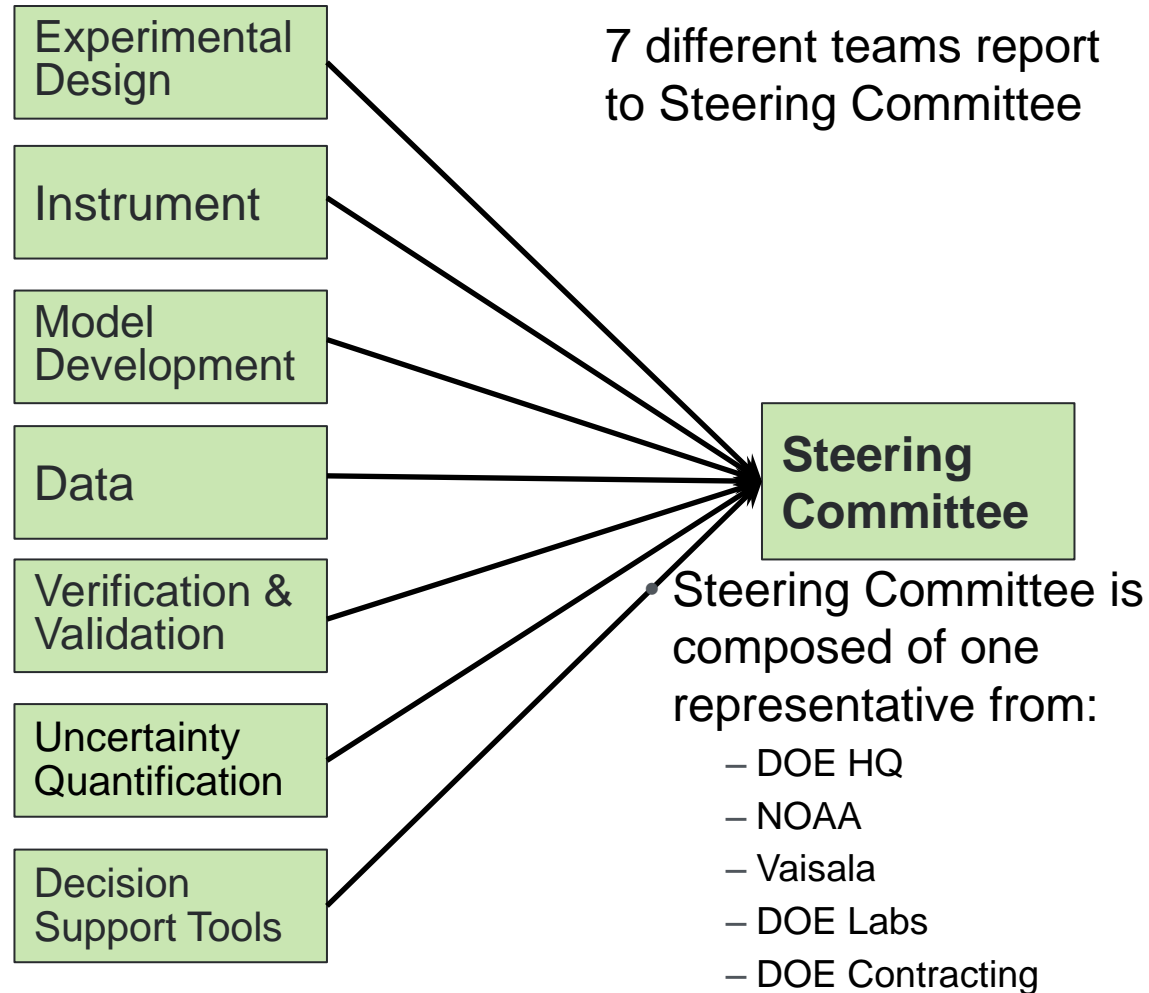 Experimental
Design
7 different teams report
to Steering Committee
Instrument
Model
Development
Data
Verification &
Validation
Uncertainty
Quantification
Decision
Support Tools
Steering
Committee
• Steering Committee is
composed of one
representative from:
– DOE HQ
– NOAA
– Vaisala
– DOE Labs
– DOE Contracting